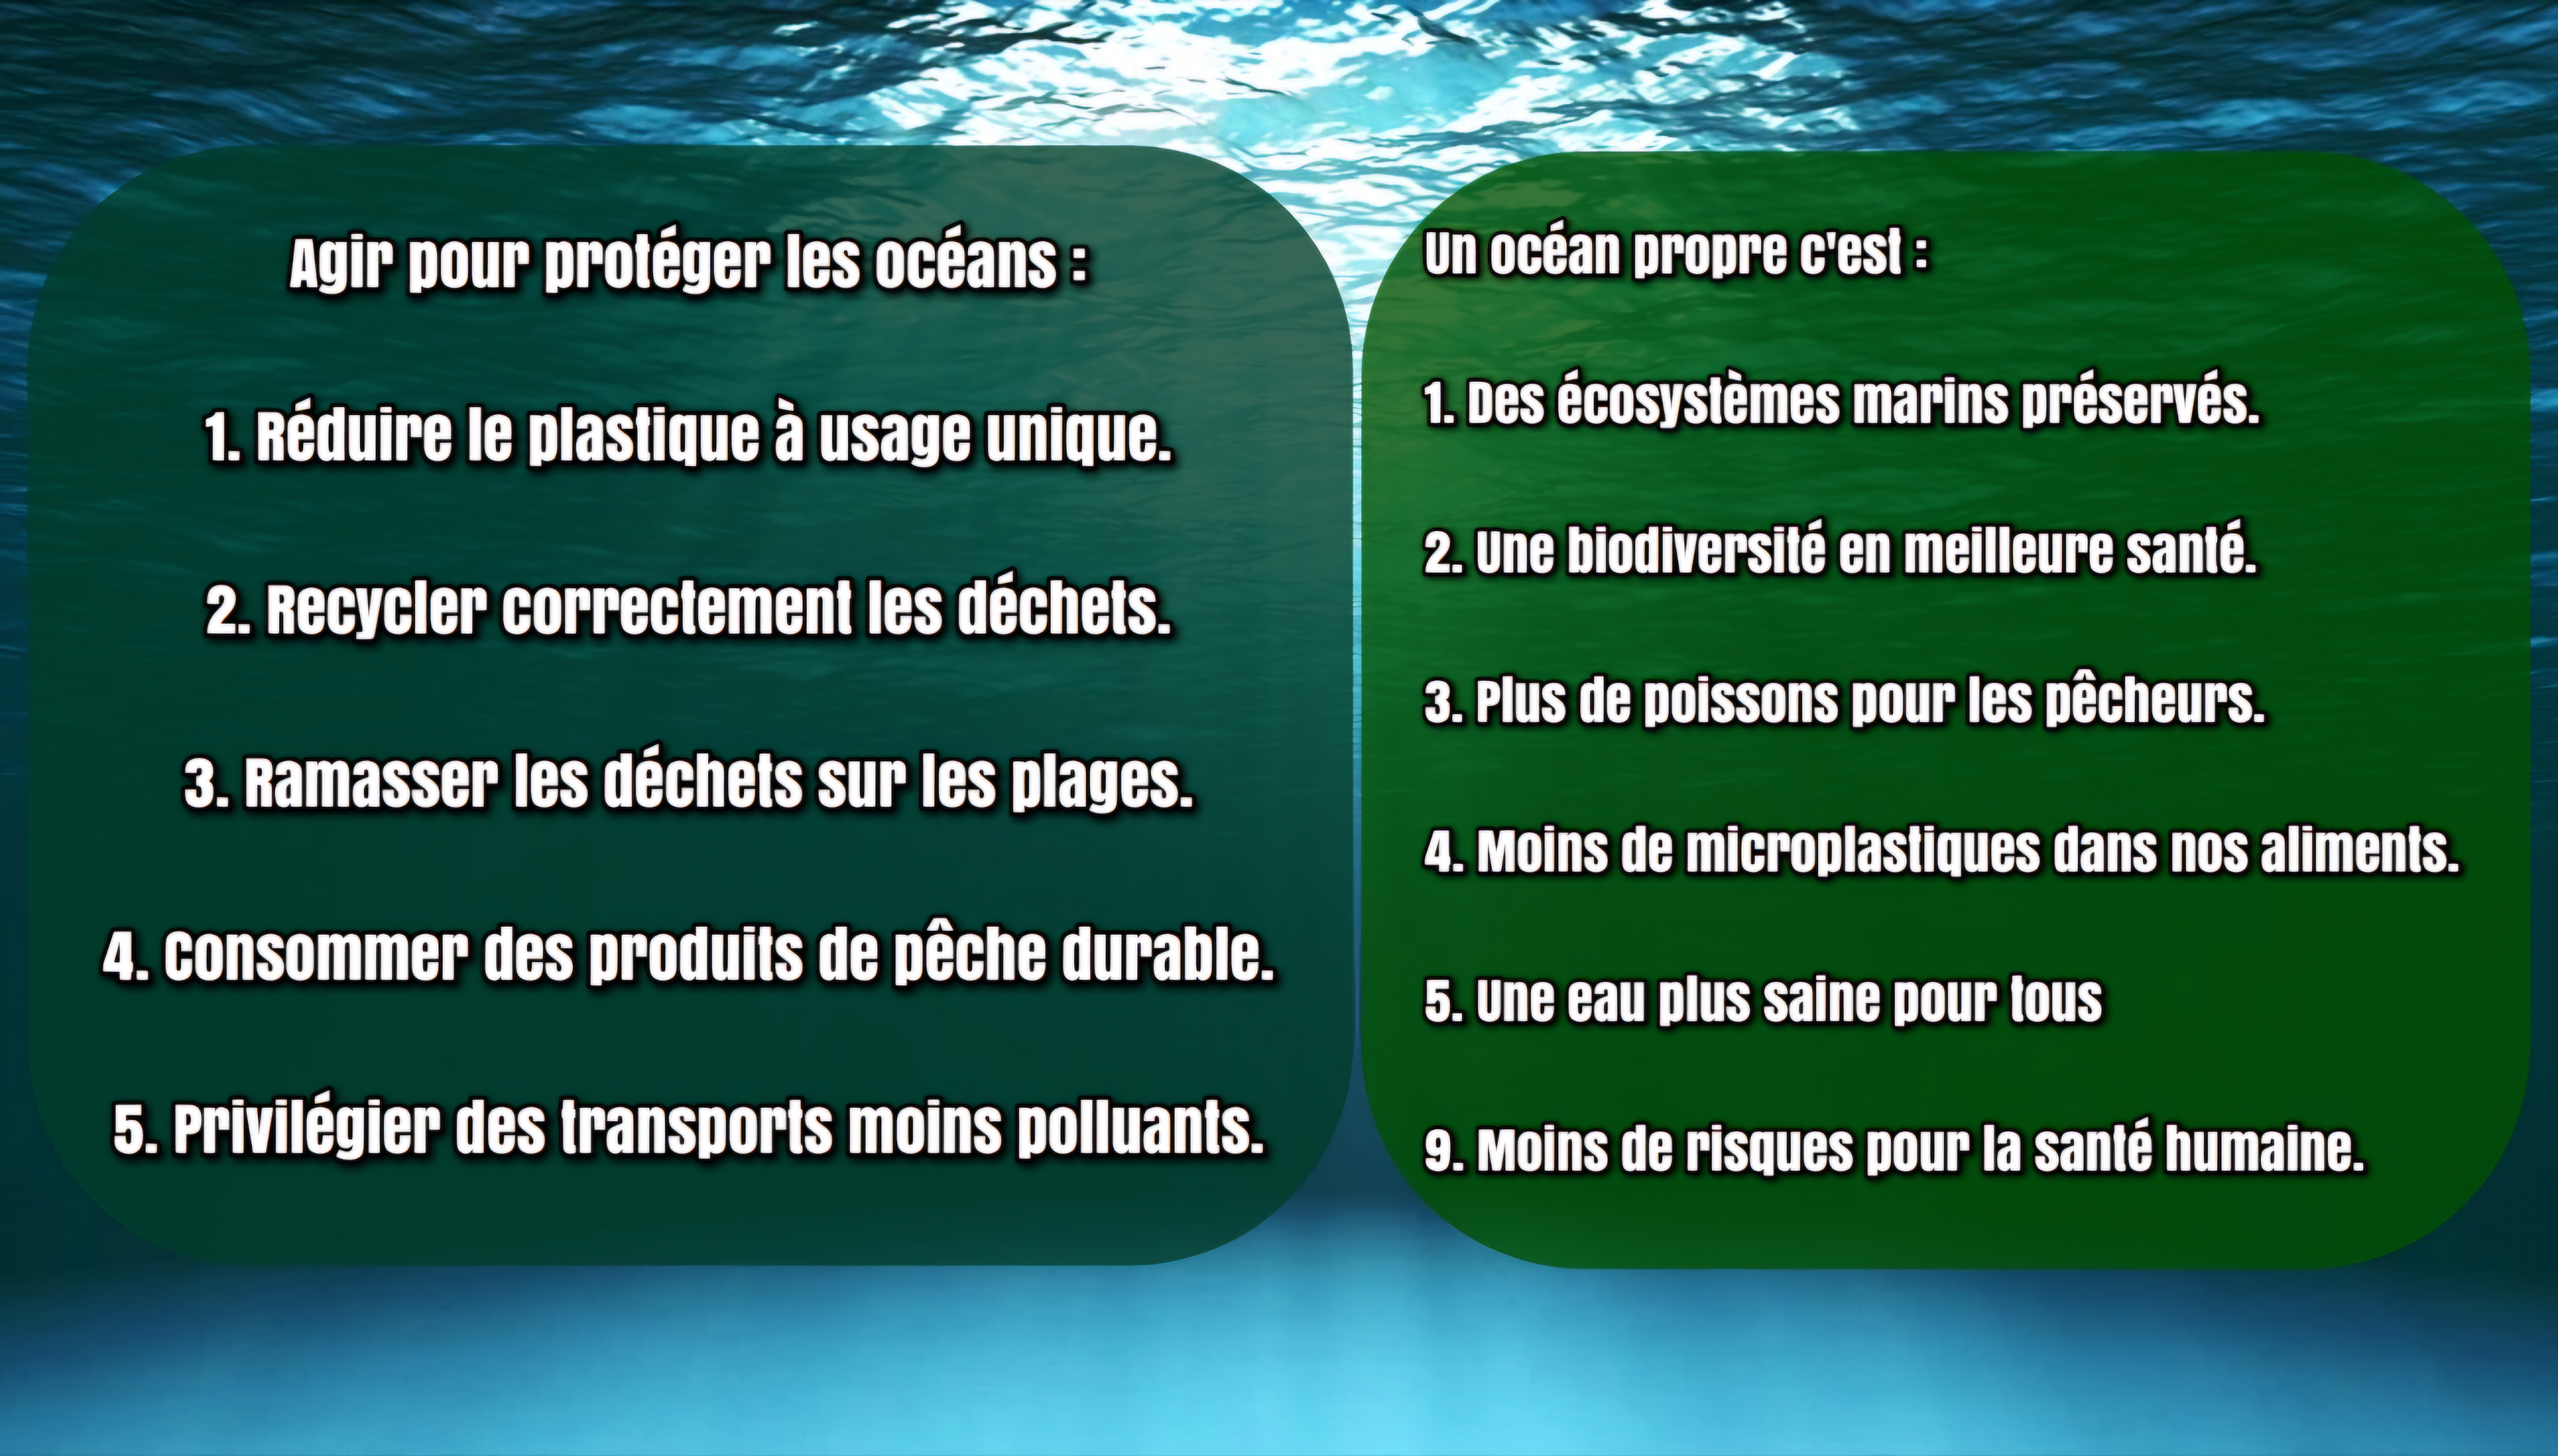 Agir pour protéger les océans :
1. Réduire le plastique à usage unique.
2. Recycler correctement les déchets.
3. Ramasser les déchets sur les plages.
4. Consommer des produits de pêche durable.
5. Privilégier des transports moins polluants.
Un océan propre c'est :
1. Des écosystèmes marins préservés.
2. Une biodiversité en meilleure santé.
3. Plus de poissons pour les pêcheurs.
4. Moins de microplastiques dans nos aliments.
5. Une eau plus saine pour tous
9. Moins de risques pour la santé humaine.